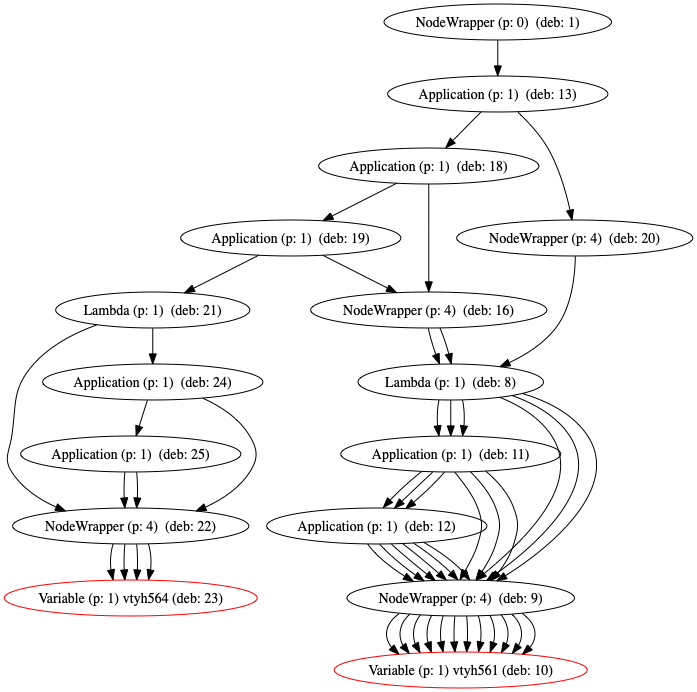 NodeWrapper (p: 0)  (deb: 1)
Application (p: 1)  (deb: 13)
Application (p: 1)  (deb: 18)
Application (p: 1)  (deb: 19)
NodeWrapper (p: 4)  (deb: 20)
Lambda (p: 1)  (deb: 21)
NodeWrapper (p: 4)  (deb: 16)
Application (p: 1)  (deb: 24)
Lambda (p: 1)  (deb: 8)
Application (p: 1)  (deb: 25)
Application (p: 1)  (deb: 11)
NodeWrapper (p: 4)  (deb: 22)
Application (p: 1)  (deb: 12)
Variable (p: 1) vtyh564 (deb: 23)
NodeWrapper (p: 4)  (deb: 9)
Variable (p: 1) vtyh561 (deb: 10)